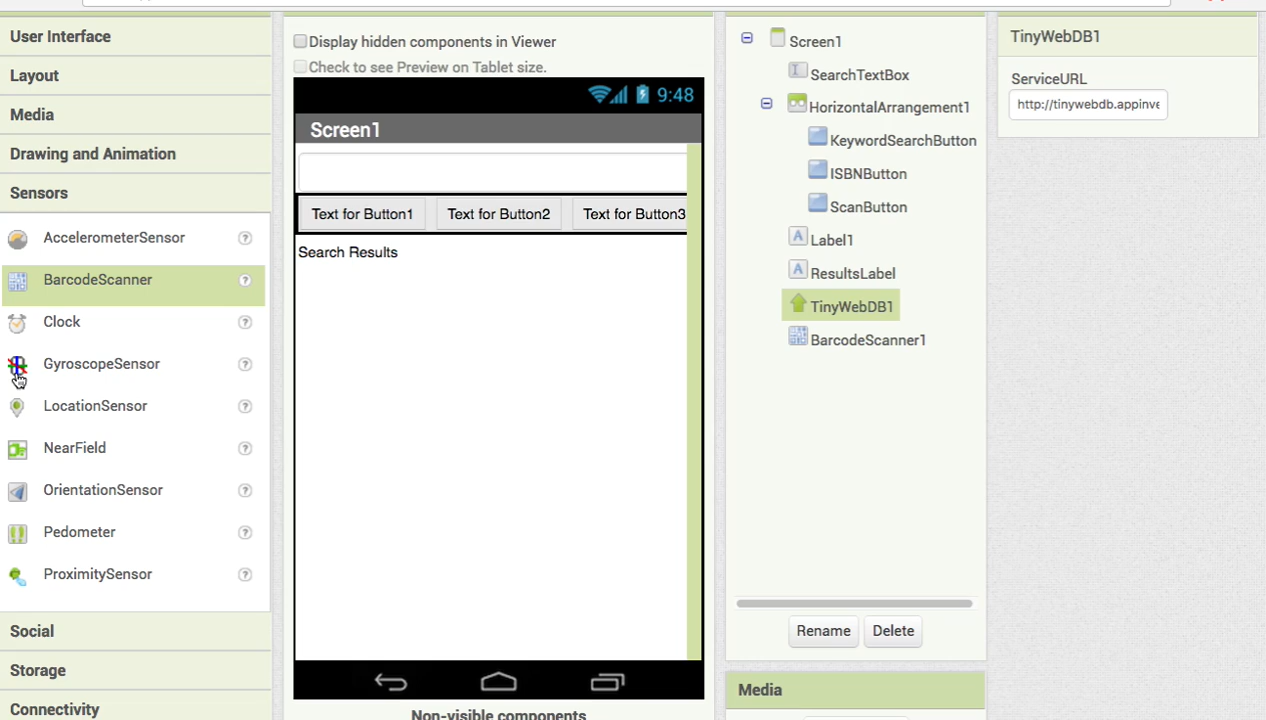 User Interface
Layout
Media
Drawing and Animation
Sensors
AccelerometerSensor ?
BarcodeScanner ?
Clock ?
GyroscopeSensor ?
LocationSensor ?
NearField ?
OrientationSensor ?
Pedometer ?
ProximitySensor ?
Social
Storage
Connectivity
Display hidden components in Viewer
Check to see Preview on Tablet size.
9:48
Screen1
Text for Button1 Text for Button2 Text for Button3
Search Results
Non-visible components
Screen1
SearchTextBox
HorizontalArrangement1
KeywordSearchButton
ISBNButton
ScanButton
A Label1
A ResultsLabel
TinyWebDB1
BarcodeScanner1
Rename Delete
Media
TinyWebDB1
ServiceURL
http://tinywebdb.appinve